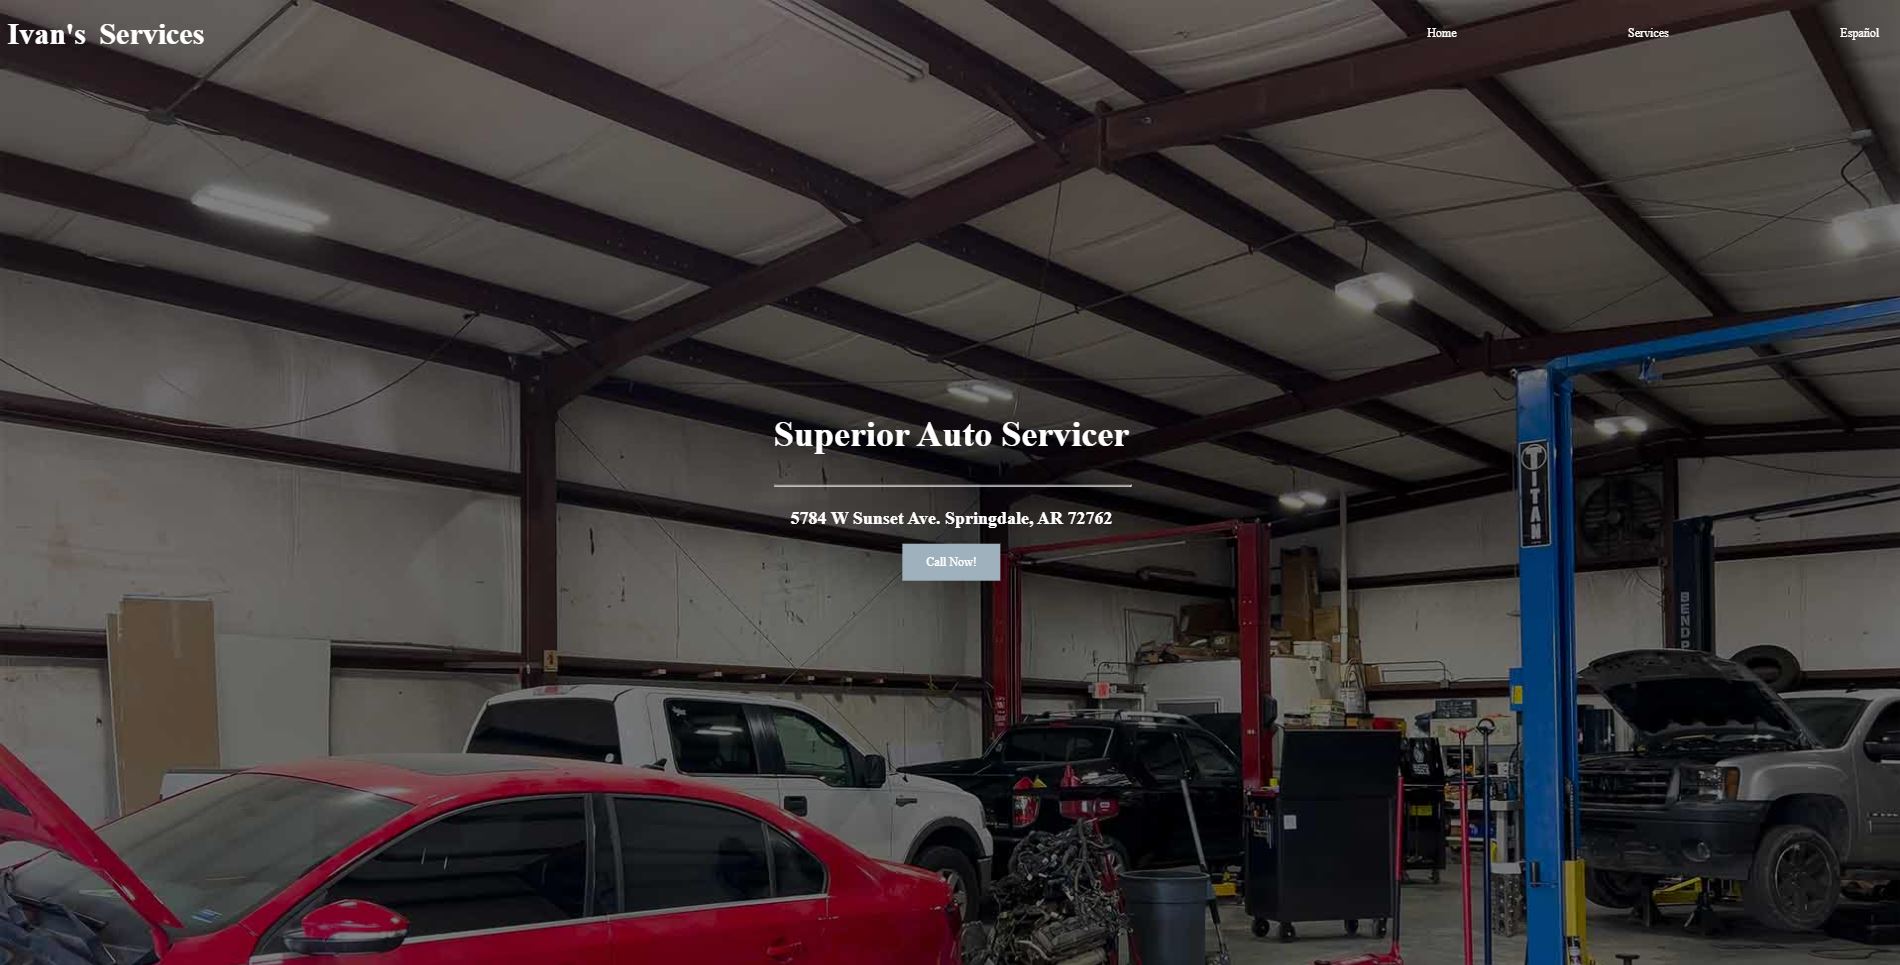 Ivan's Services
Home
Services
Español
Superior Auto Servicer
5784 W Sunset Ave. Springdale, AR 72762
Call Now!
TITAN
BENDP